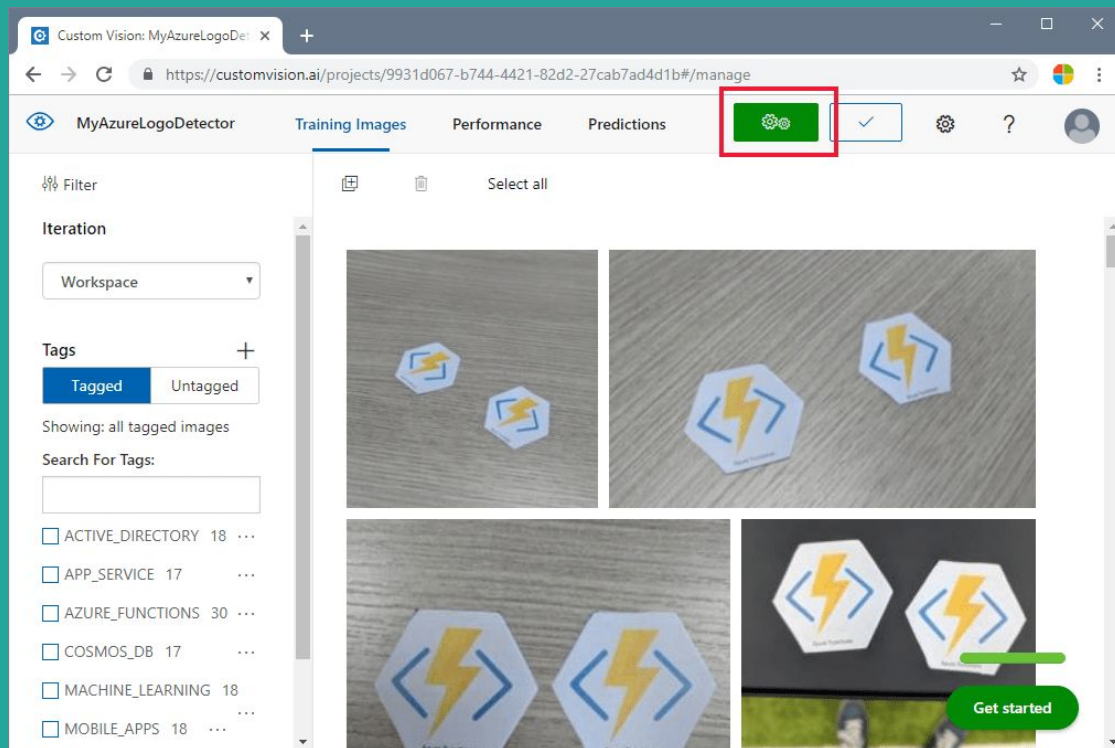 Custom Vision: MyAzureLogoDet
https://customvision.ai/projects/9931d067-b744-4421-82d2-27cab7ad4d1b#/manage
MyAzureLogoDetector Training Images Performance Predictions ?
Filter Select all
Iteration
Workspace
Tags
Tagged Untagged
Showing: all tagged images
Search For Tags:
ACTIVE_DIRECTORY 18 ...
APP_SERVICE 17 ...
AZURE_FUNCTIONS 30 ...
COSMOS_DB 17 ...
MACHINE_LEARNING 18
...
MOBILE_APPS 18 ...
Get started